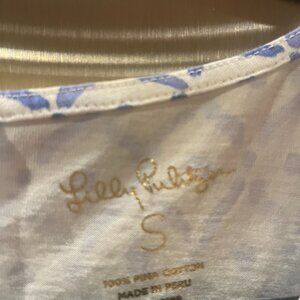 Lilly Pulitzer
S
100% PIMA COTTON
MADE IN PERU